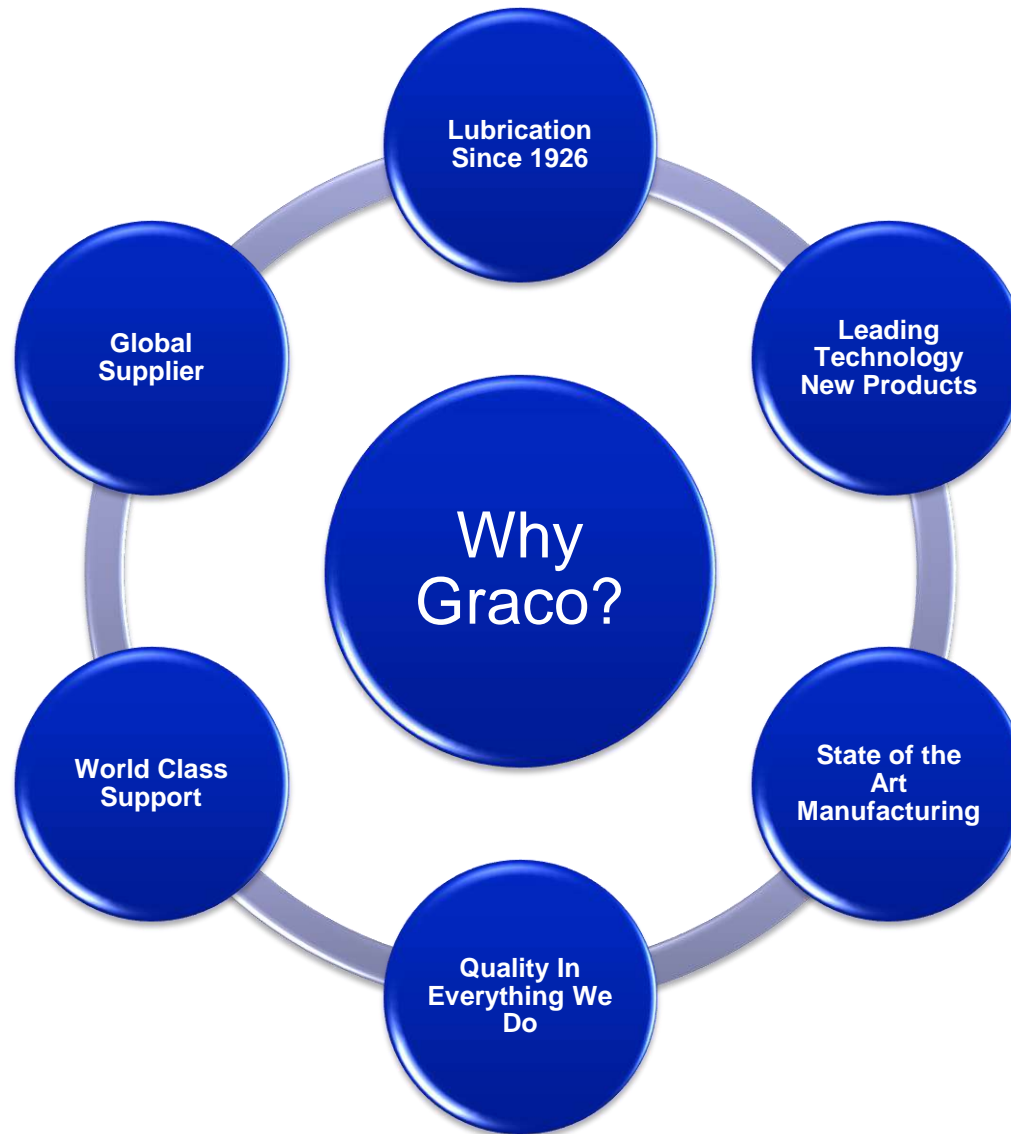 Lubrication
Since 1926
Leading
Technology
New Products
State of the
Art
Manufacturing
Quality In
Everything We
Do
World Class
Support
Global
Supplier
Why
Graco?